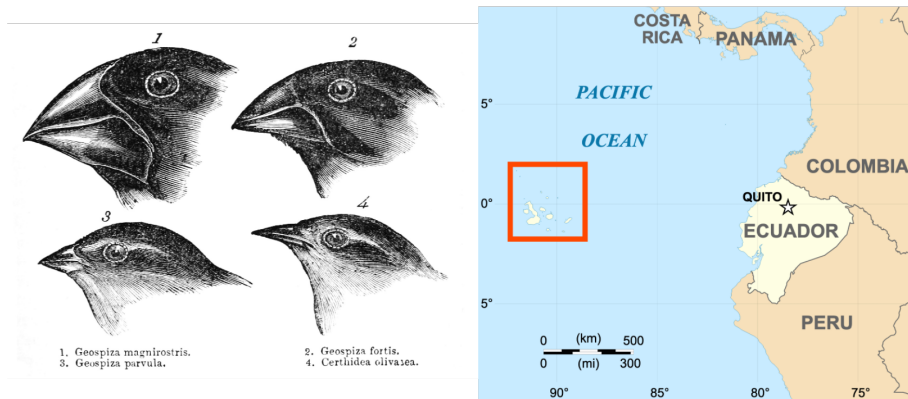 1
2
3
4
1. Geospiza magnirostris.
2. Geospiza fortis.
3. Geospiza parvula.
4. Certhidea olivasea.
COSTA
RICA
PANAMA
5°
PACIFIC
OCEAN
COLOMBIA
0°
QUITO
ECUADOR
5°
PERU
0 (km) 500
0 (mi) 300
90° 85° 78° 75°